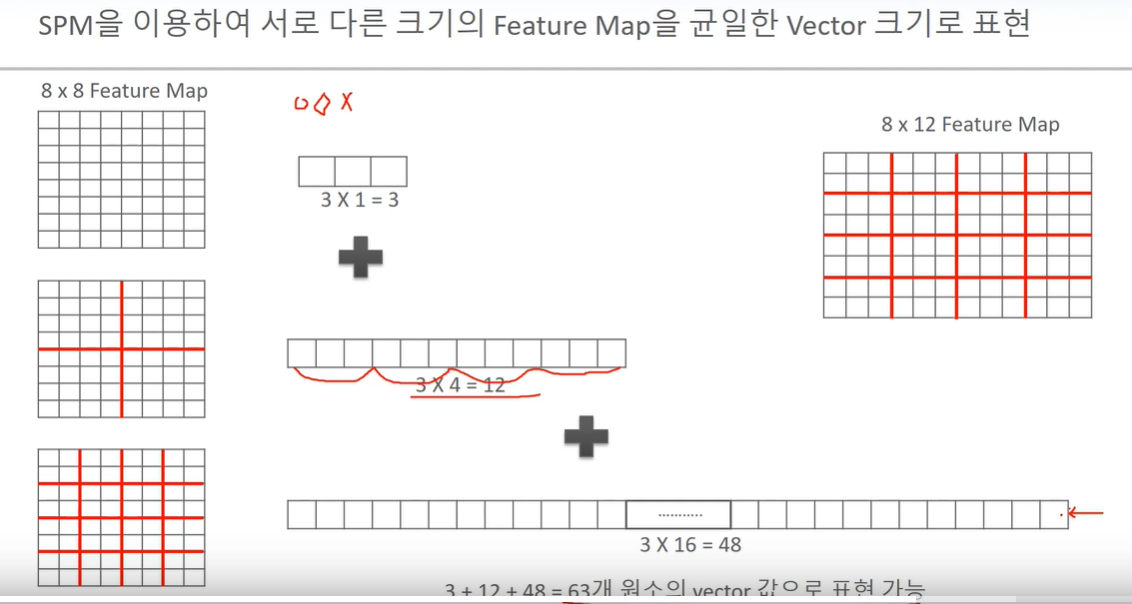 SPM을 이용하여 서로 다른 크기의 Feature Map을 균일한 Vector 크기로 표현
8 x 8 Feature Map
8 x 12 Feature Map
3 X 1 = 3
3 X 4 = 12
...........
3 X 16 = 48
3 + 12 + 48 = 63개 원소의 vector 값으로 표현 가능